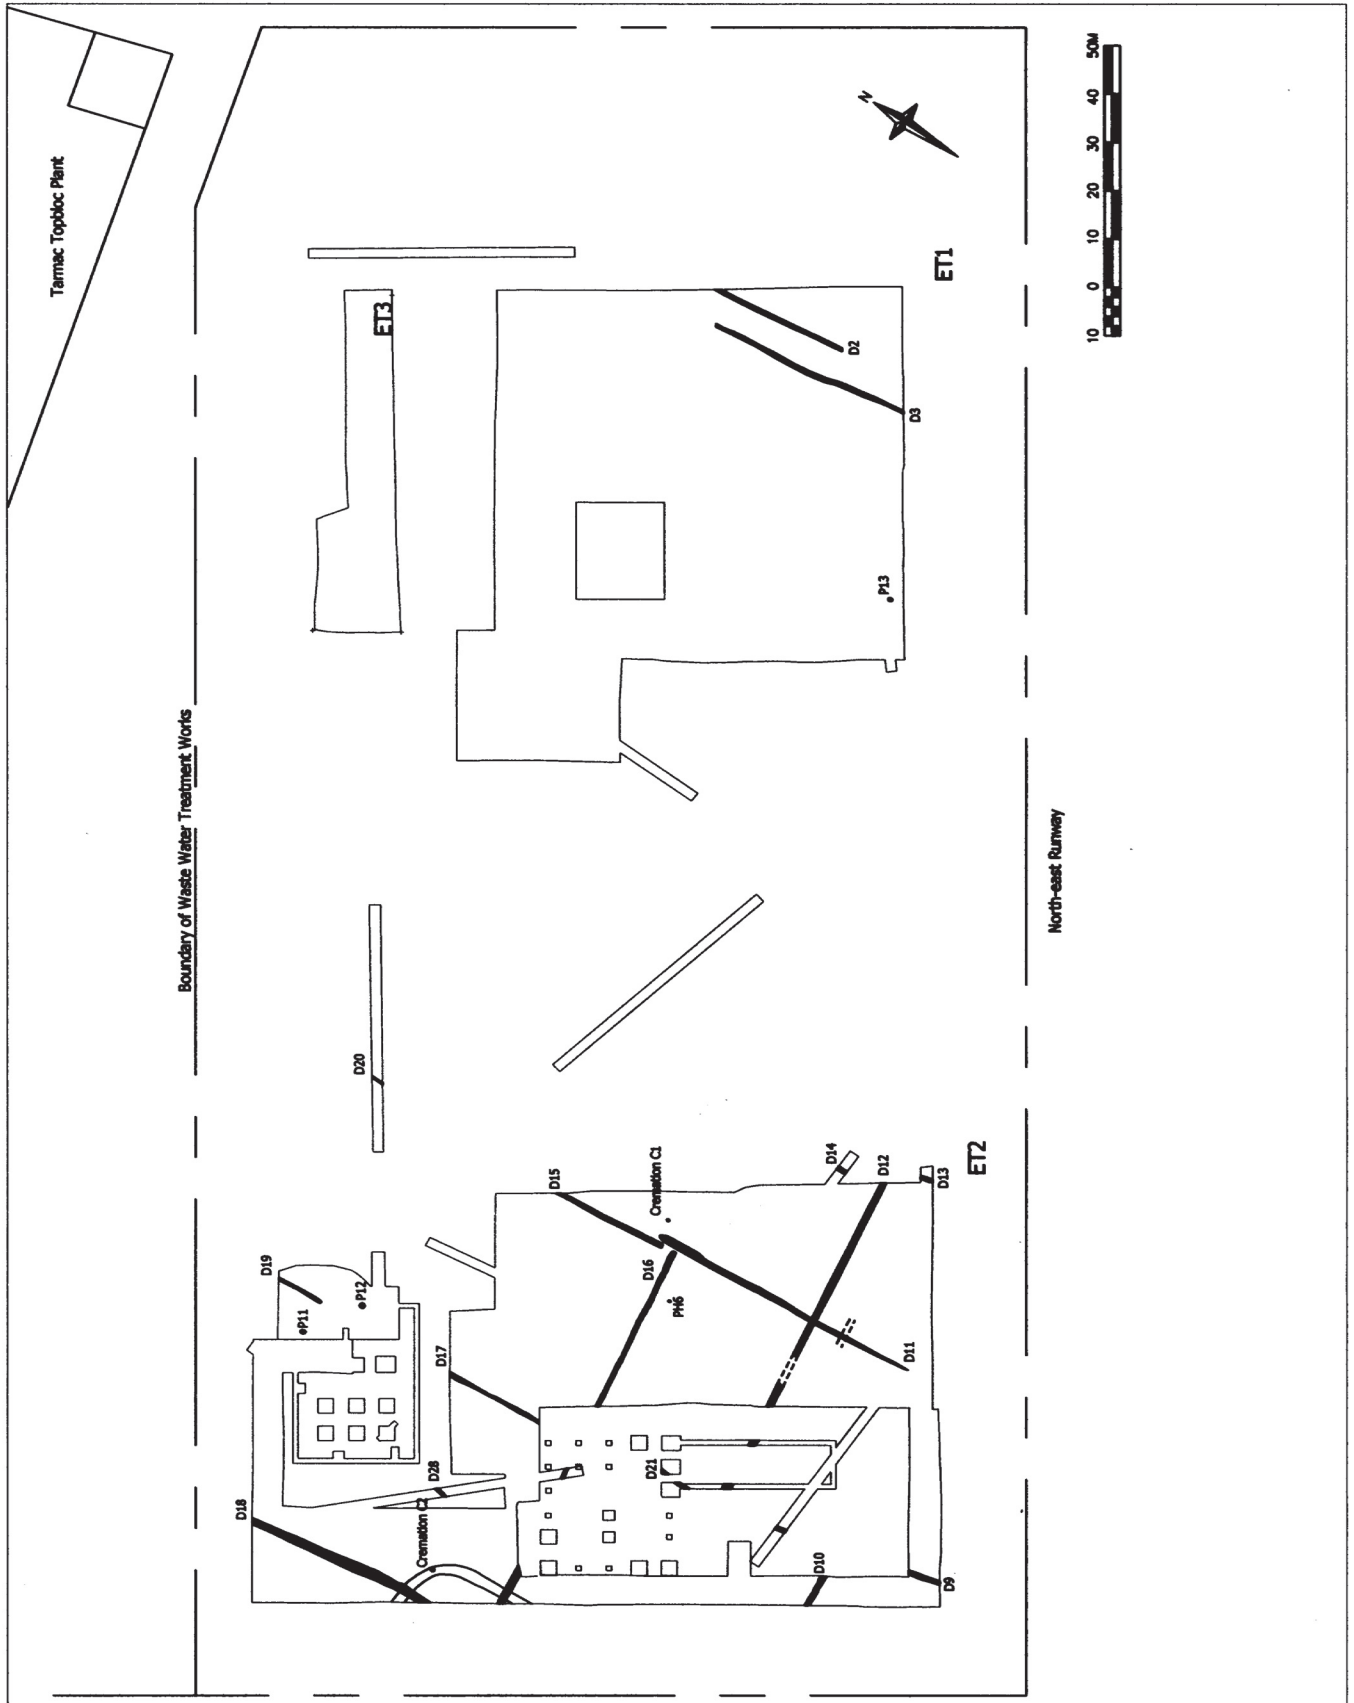 Tarmac Topbloc Plant
N
50M
40
30
20
10
0
10
ET1
ET3
D2
D3
P13
Boundary of Waste Water Treatment Works
North-east Runway
D20
ET2
D14
D12
D13
D15
Cremation C1
D19
D16
P12
P11
PH6
D17
D11
D21
D28
D18
Cremation C2
D10
D9